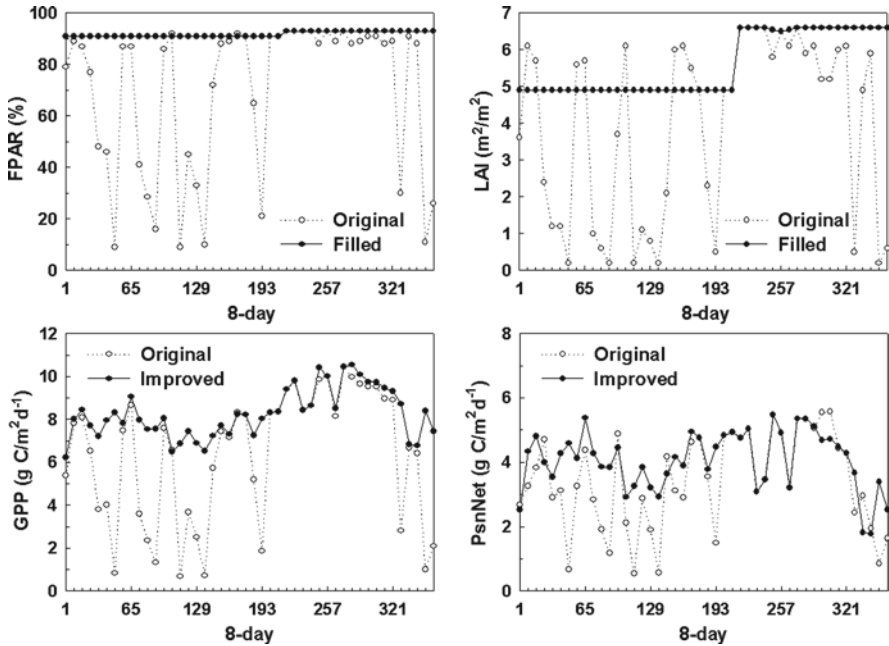 100
80
60
40
20
0
FPAR (%)
Original
Filled
1 65 129 193 257 321
8-day
7
6
5
4
3
2
1
0
LAI (m²/m²)
Original
Filled
1 65 129 193 257 321
8-day
12
10
8
6
4
2
0
GPP (g C/m²d⁻¹)
Original
Improved
1 65 129 193 257 321
8-day
8
6
4
2
0
PsnNet (g C/m² d⁻¹)
Original
Improved
1 65 129 193 257 321
8-day